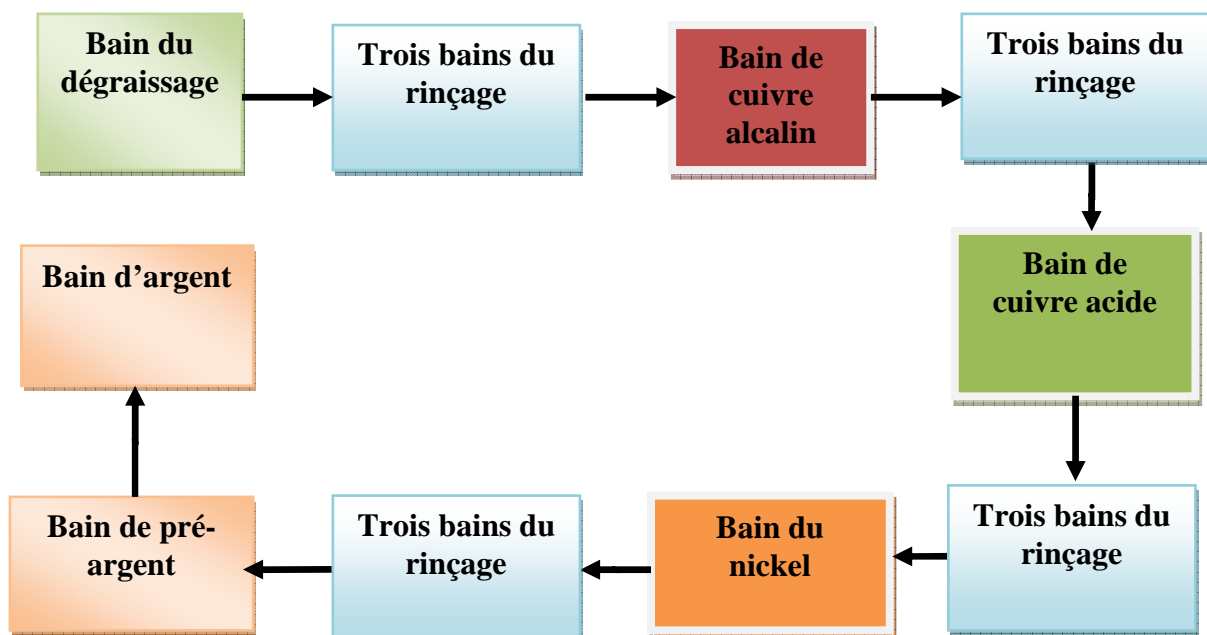 Bain du
dégraissage
Trois bains du
rinçage
Bain de
cuivre
alcalin
Trois bains du
rinçage
Bain de
cuivre acide
Trois bains du
rinçage
Bain du
nickel
Trois bains du
rinçage
Bain de pré-
argent
Bain d’argent